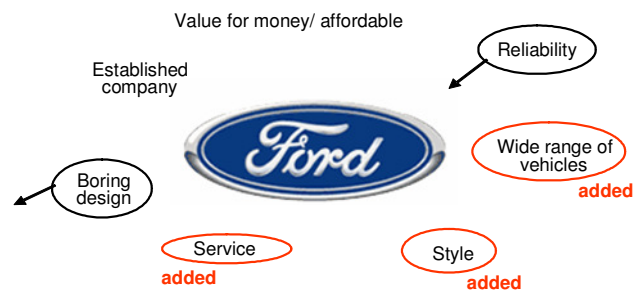 Value for money/ affordable
Reliability
Established
company
Ford
Wide range of
vehicles
added
Boring
design
Service
added
Style
added